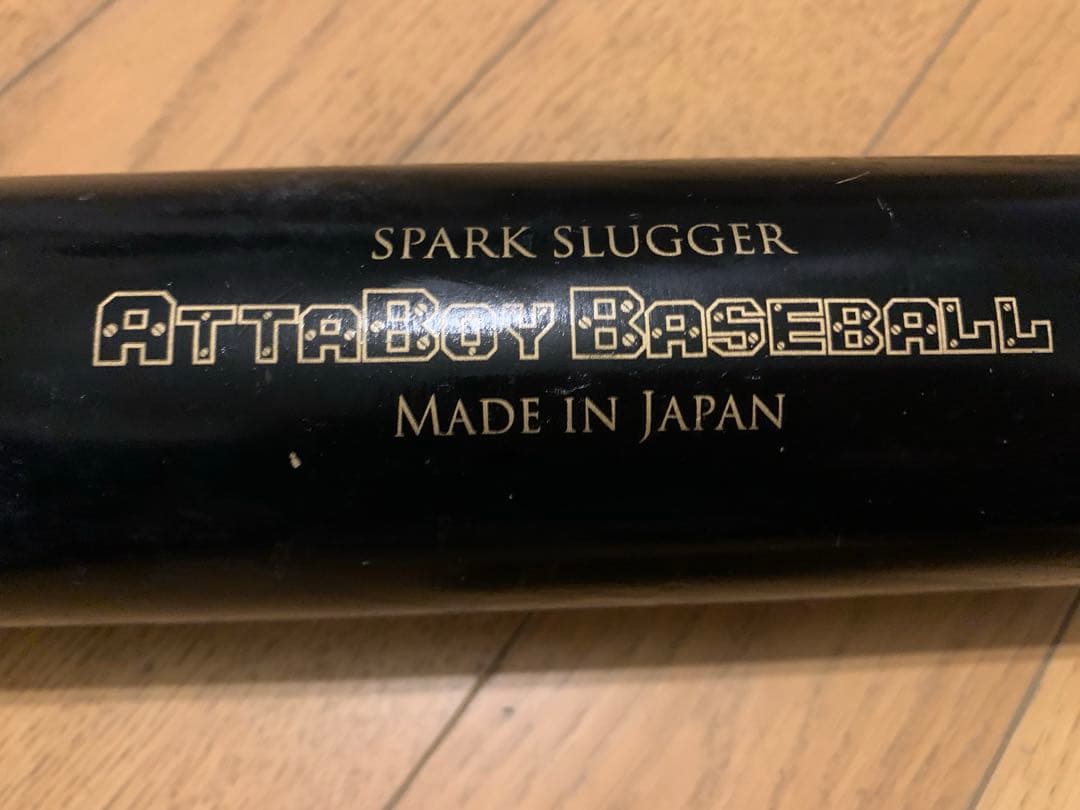 SPARK SLUGGER
ATTABOY BASEBALL
MADE IN JAPAN